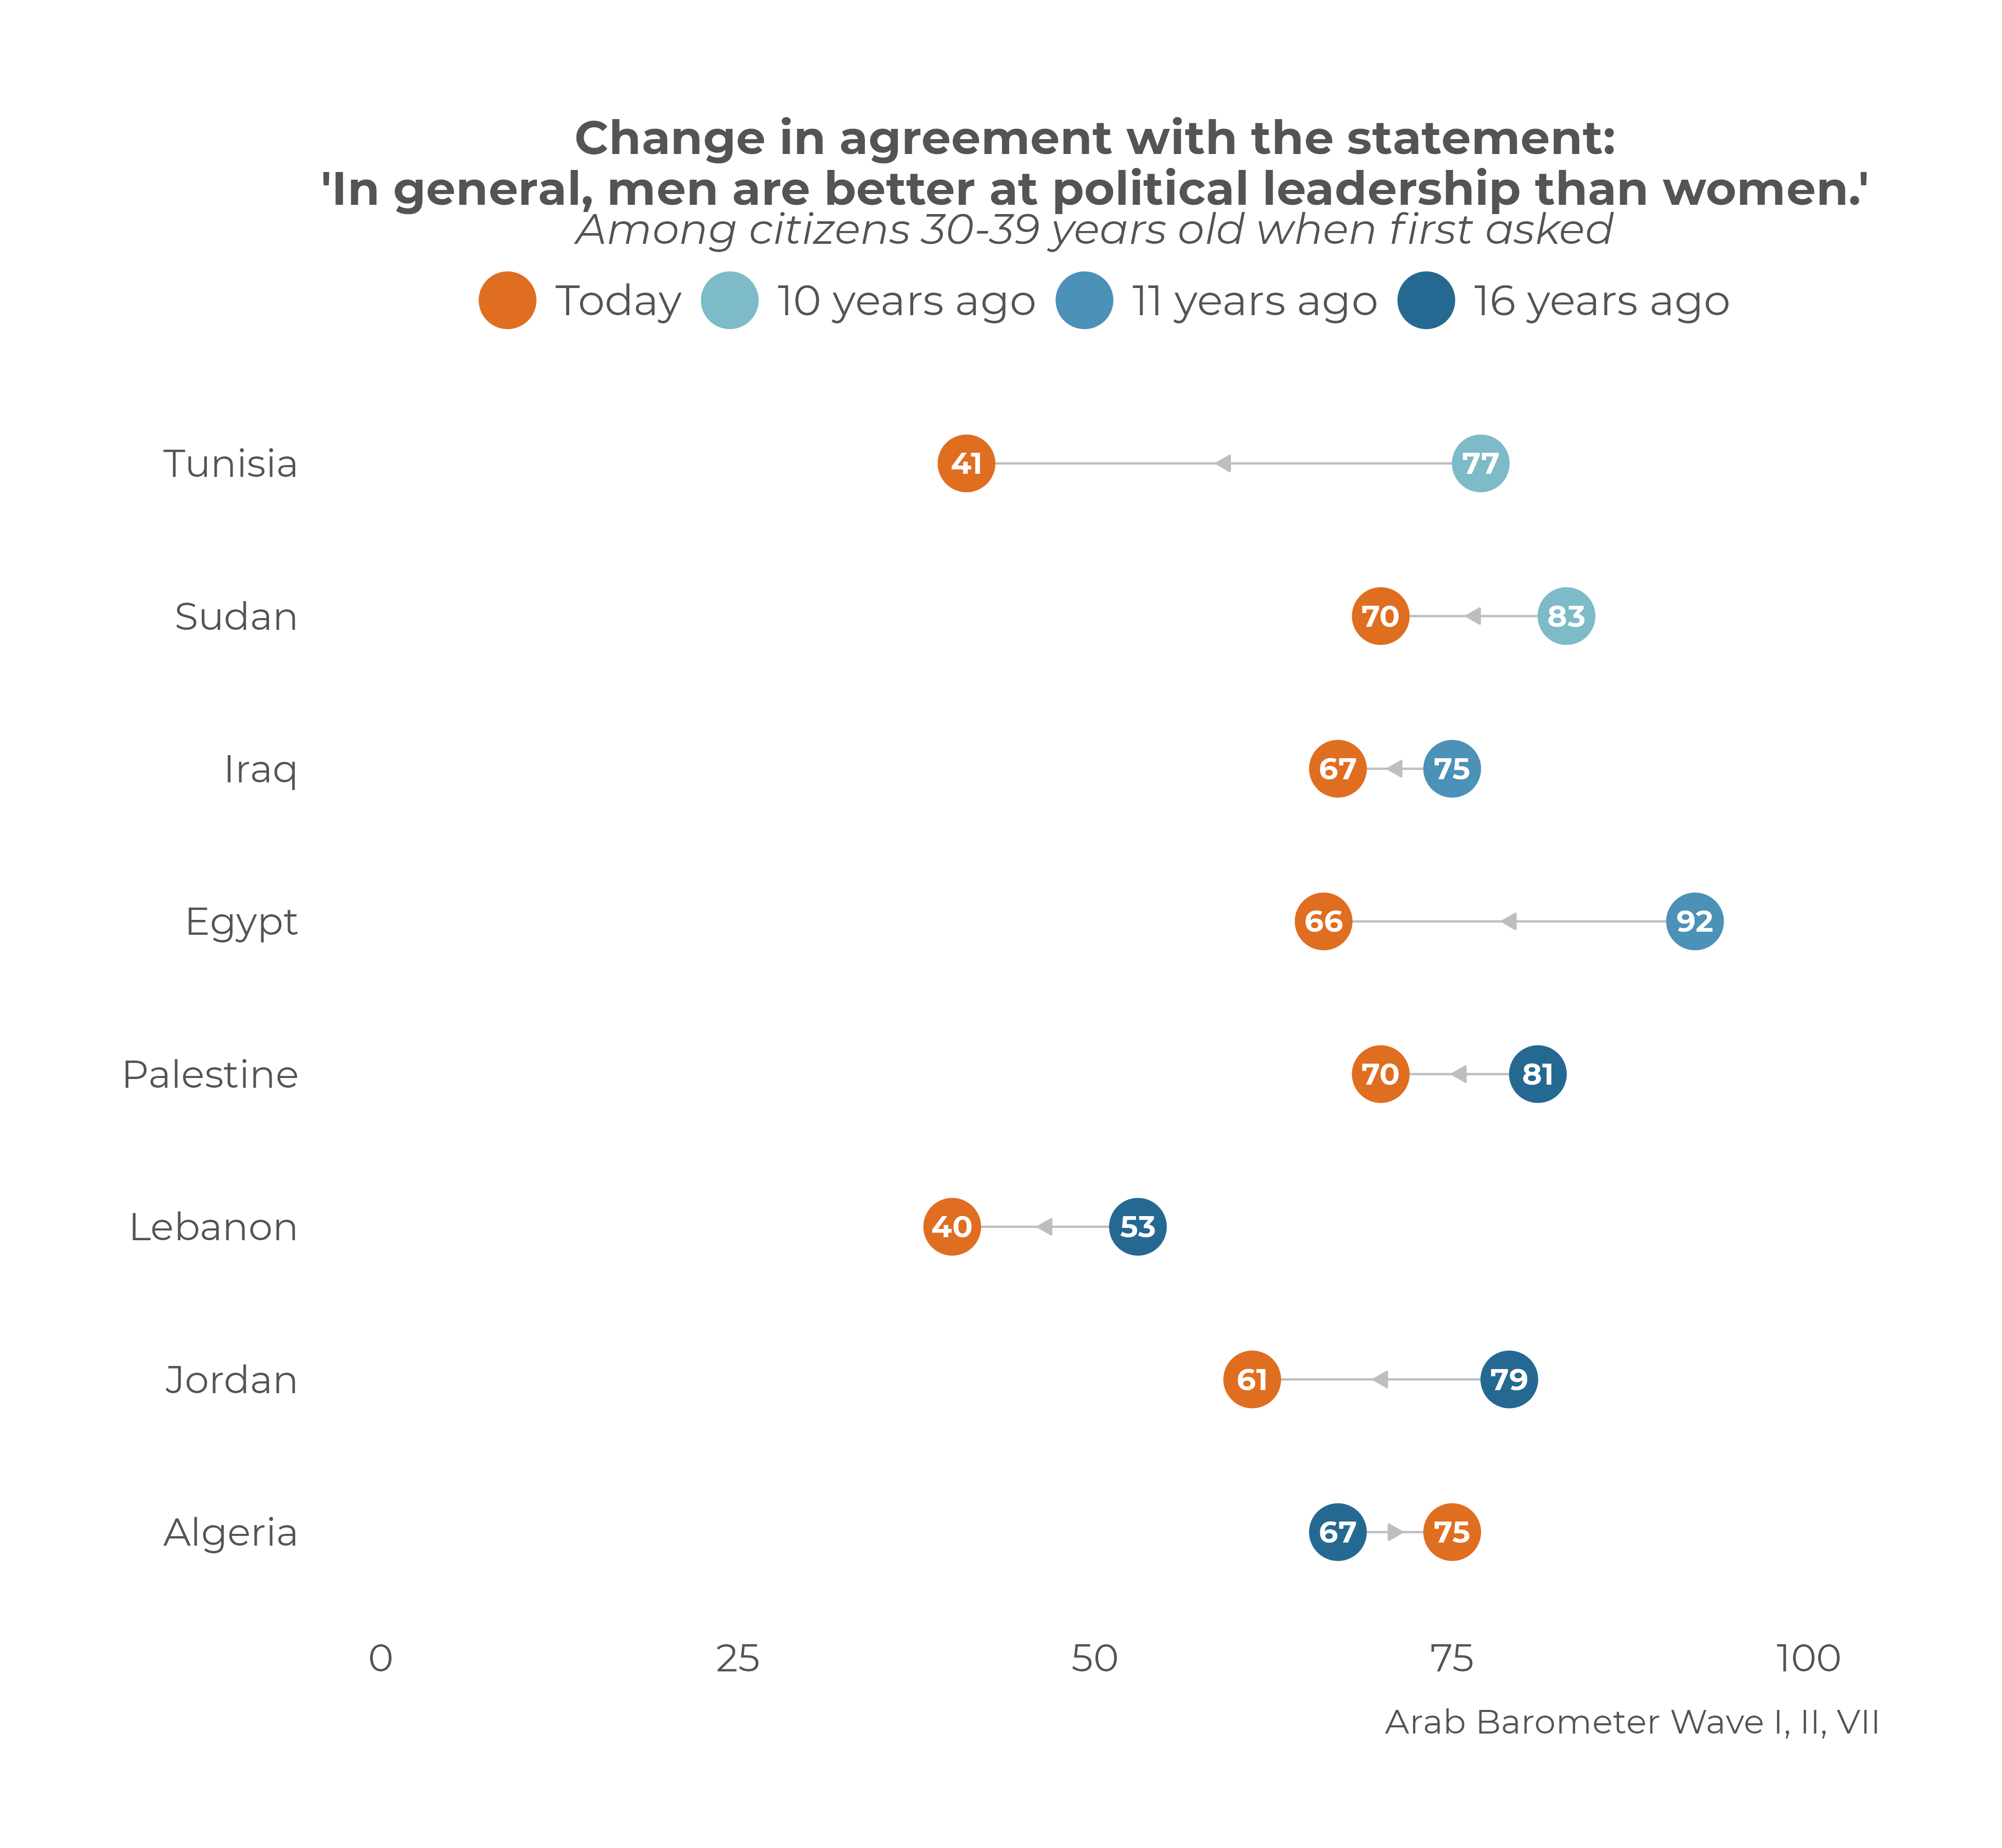 Change in agreement with the statement:
'In general, men are better at political leadership than women.'
Among citizens 30-39 years old when first asked
Today 10 years ago 11 years ago 16 years ago
Tunisia 41 77
Sudan 70 83
Iraq 67 75
Egypt 66 92
Palestine 70 81
Lebanon 40 53
Jordan 61 79
Algeria 67 75
0 25 50 75 100
Arab Barometer Wave I, II, VII